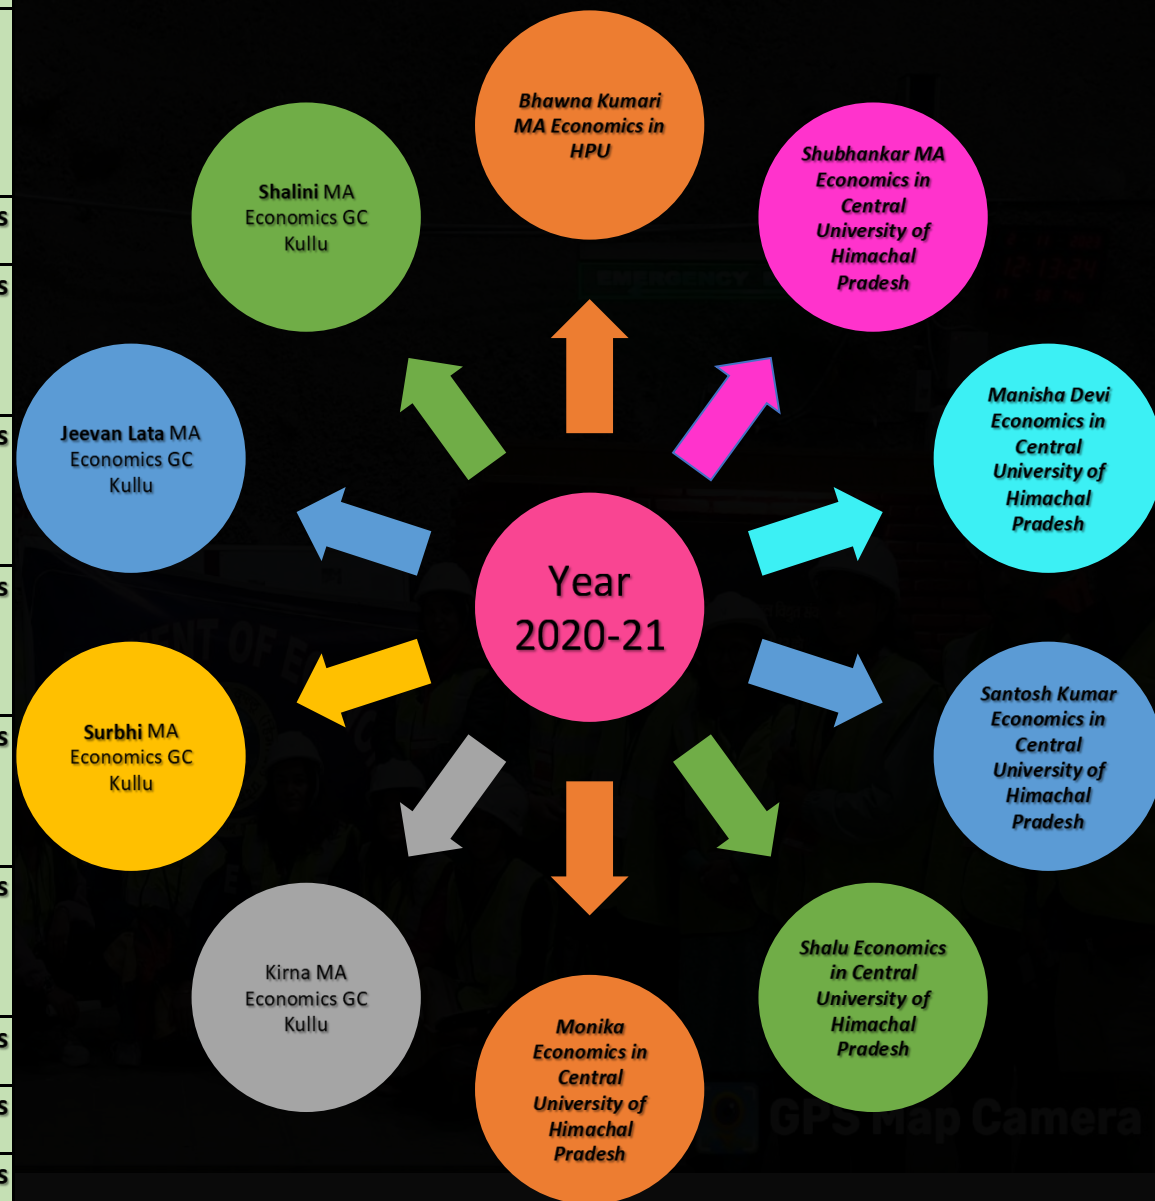 Bhawna Kumari
MA Economics in
HPU
Shubhankar MA
Economics in
Central
University of
Himachal
Pradesh
Manisha Devi
Economics in
Central
University of
Himachal
Pradesh
Santosh Kumar
Economics in
Central
University of
Himachal
Pradesh
Shalu Economics
in Central
University of
Himachal
Pradesh
Monika
Economics in
Central
University of
Himachal
Pradesh
Kirna MA
Economics GC
Kullu
Surbhi MA
Economics GC
Kullu
Jeevan Lata MA
Economics GC
Kullu
Shalini MA
Economics GC
Kullu
Year
2020-21
EMERGENCY
GPS Map Camera
s
s
s
s
s
s
s
s
s